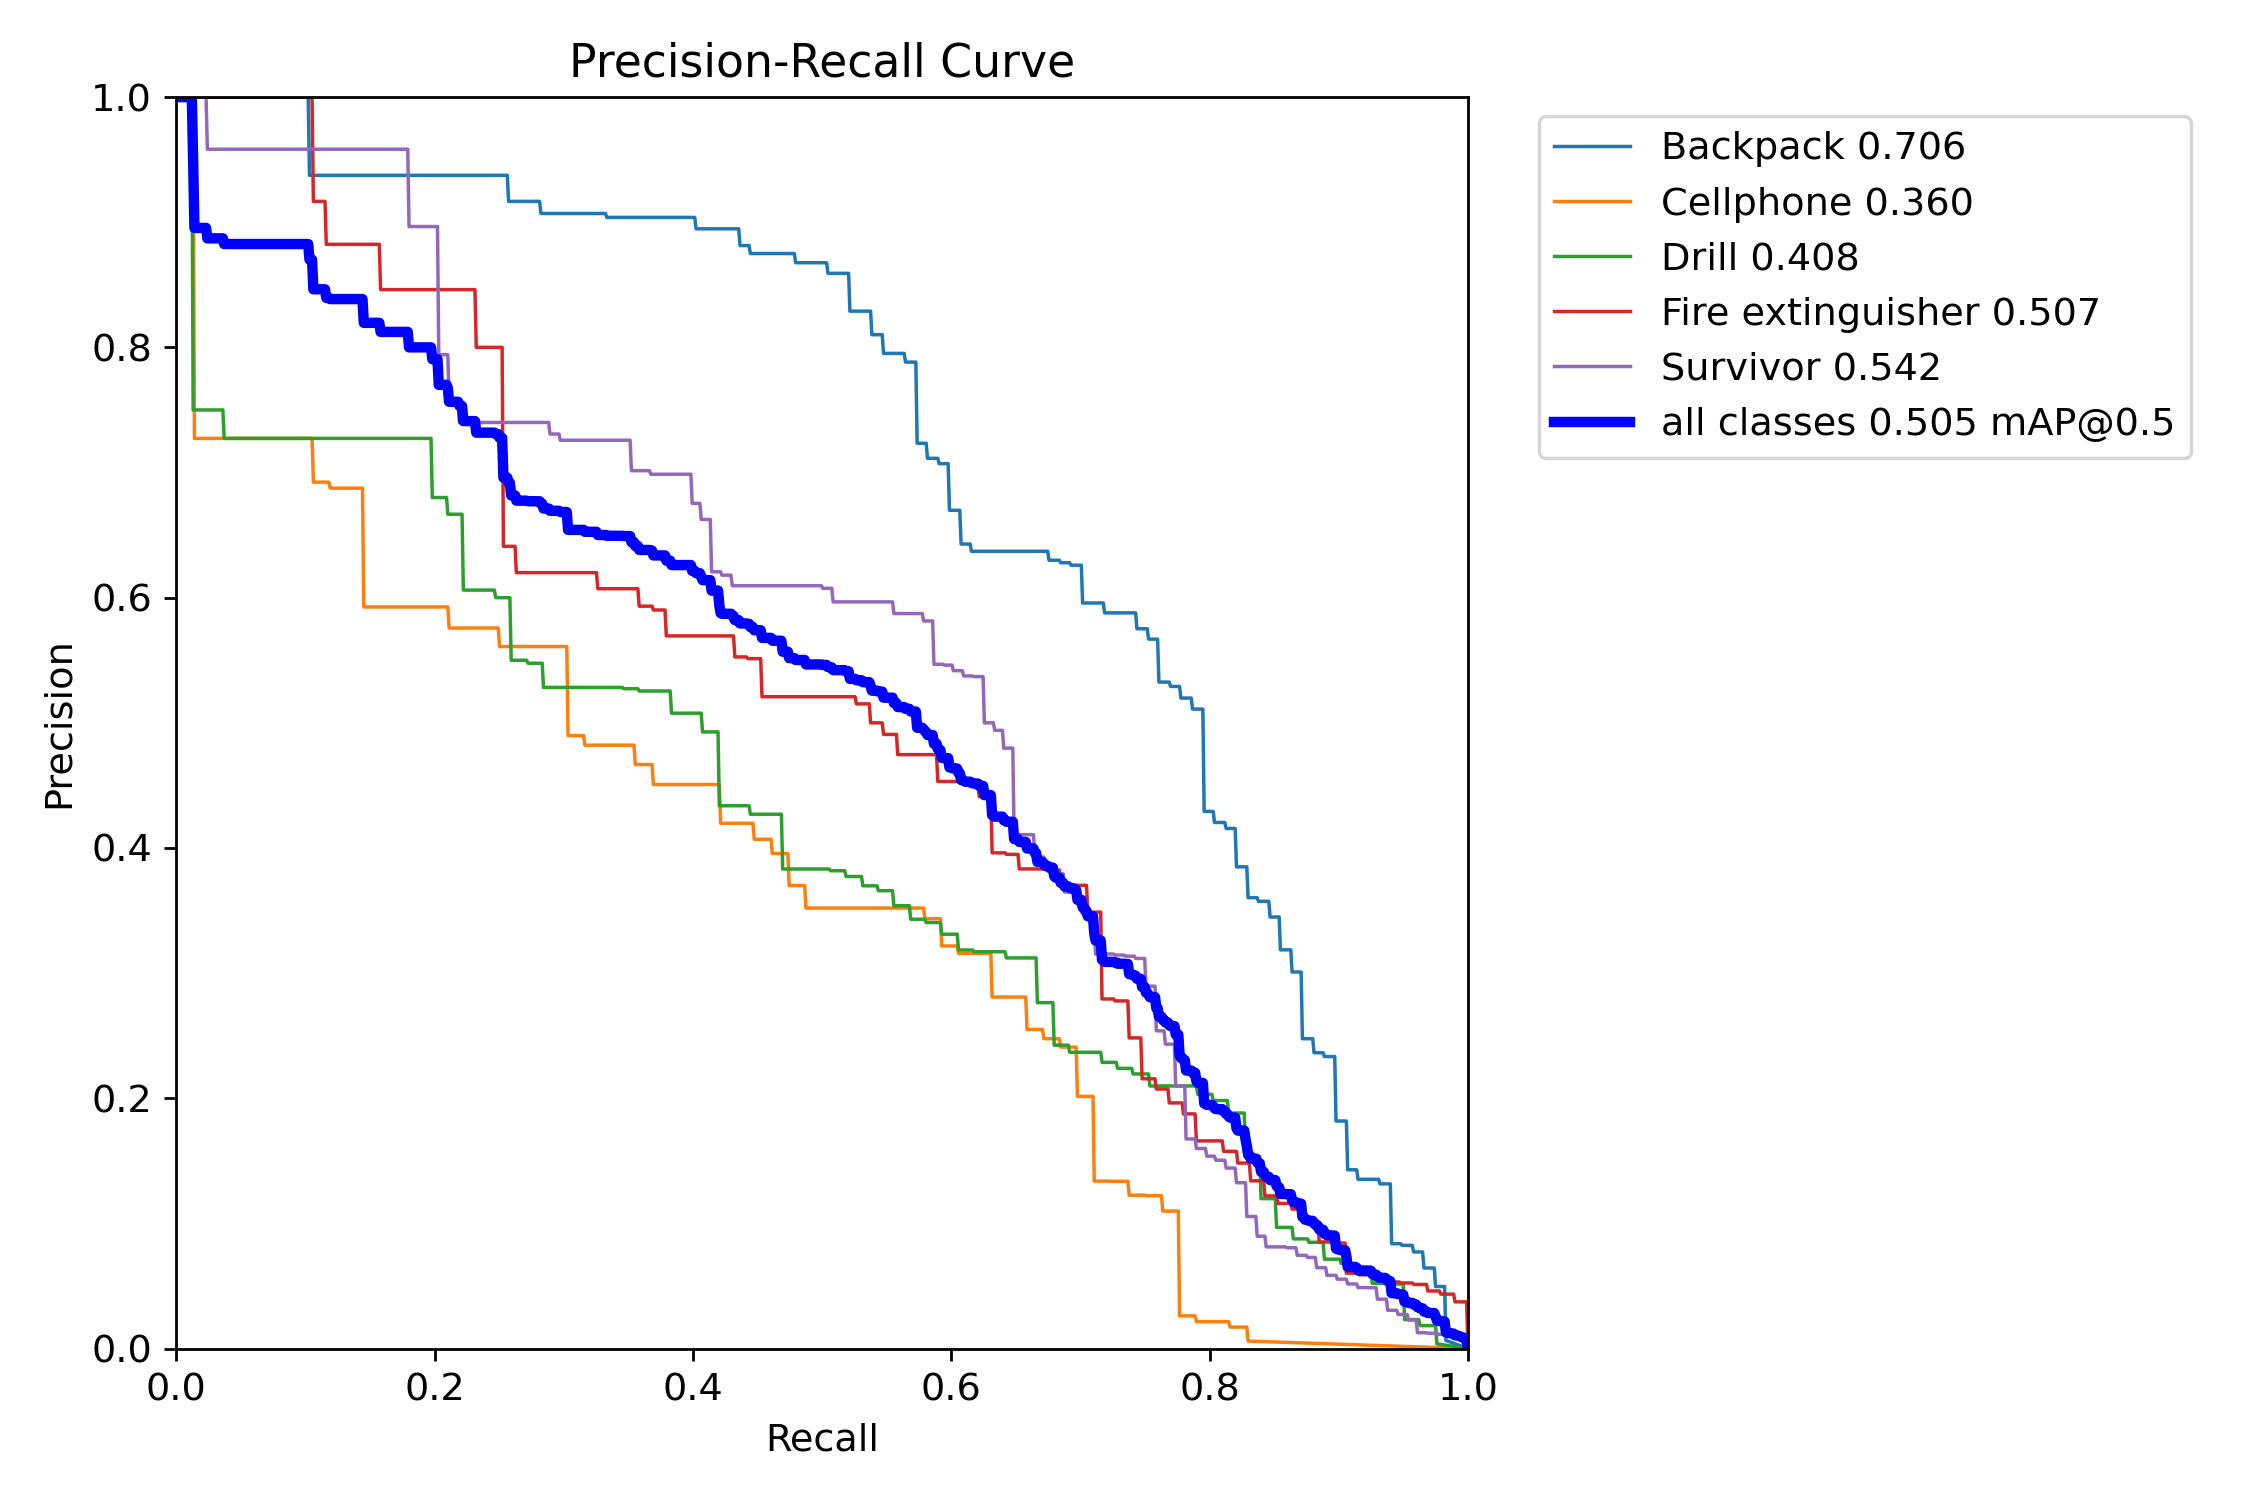 Precision-Recall Curve
1.0
0.8
0.6
0.4
0.2
0.0
Precision
0.0 0.2 0.4 0.6 0.8 1.0
Recall
Backpack 0.706
Cellphone 0.360
Drill 0.408
Fire extinguisher 0.507
Survivor 0.542
all classes 0.505 mAP@0.5